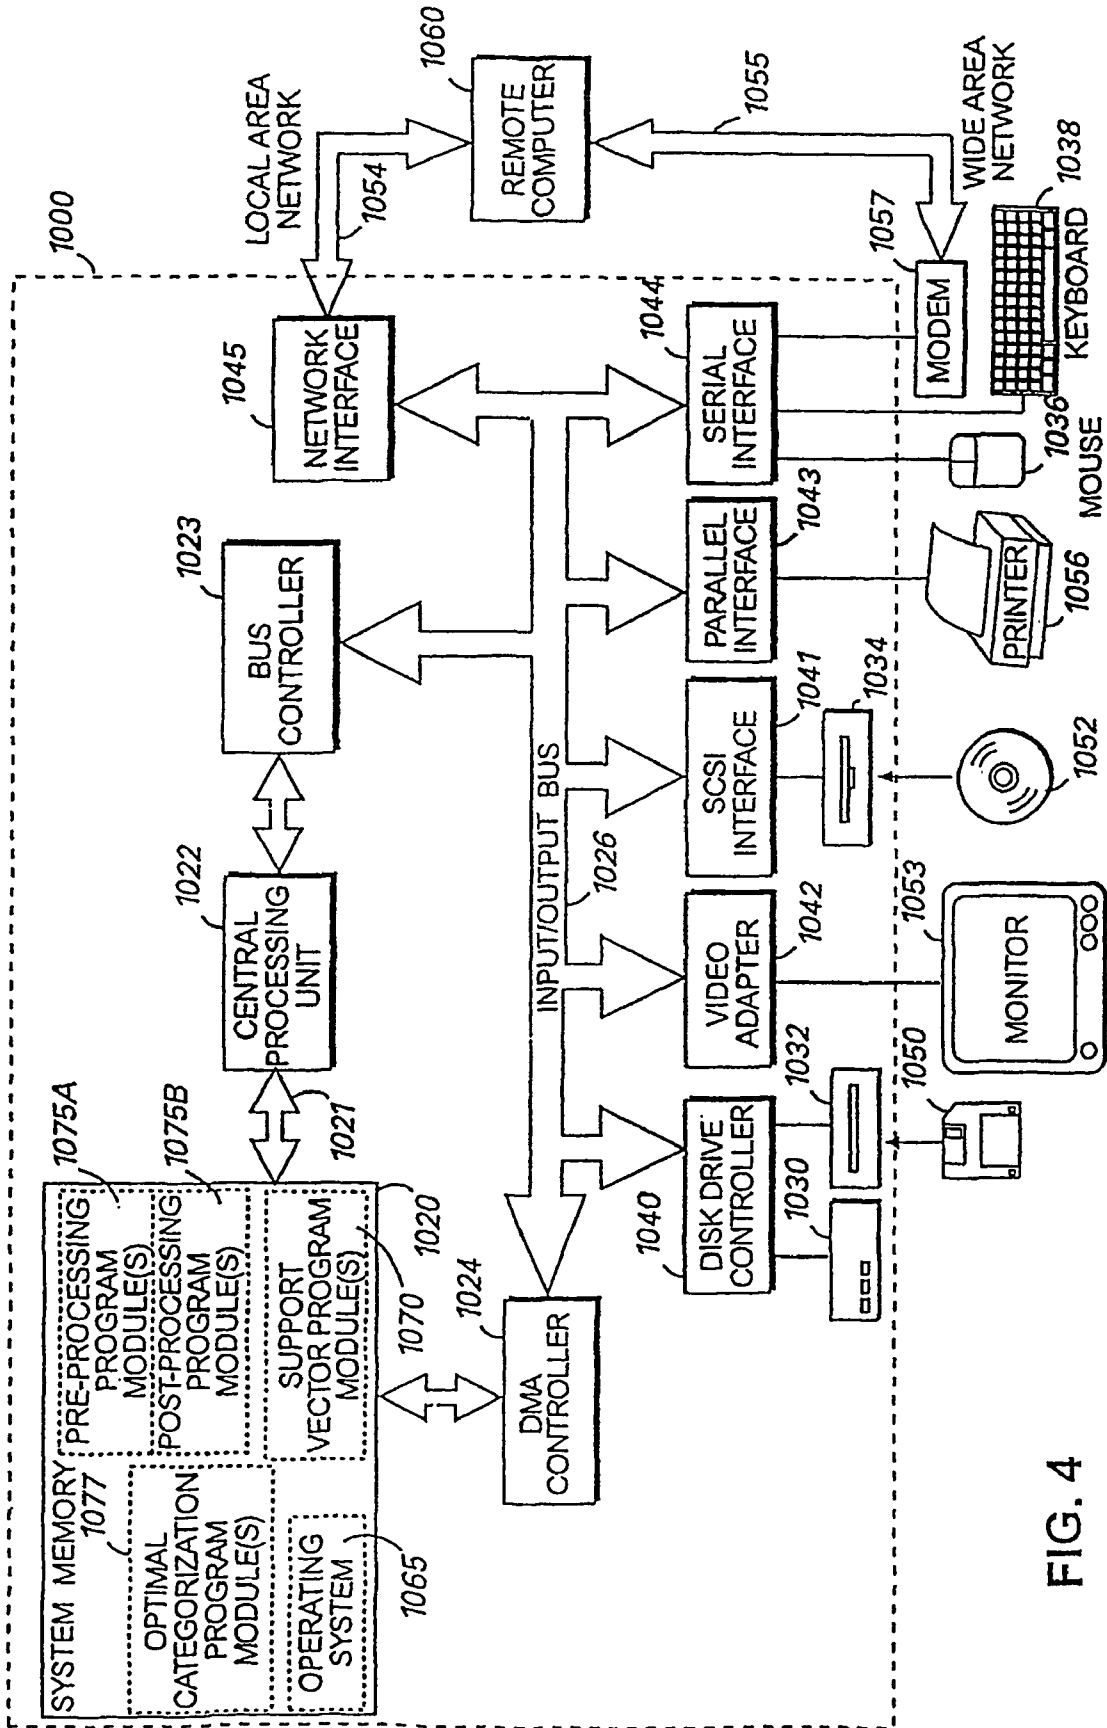 1000
SYSTEM MEMORY
1077
OPTIMAL
CATEGORIZATION
PROGRAM
MODULE(S)
OPERATING
SYSTEM
1065
PRE-PROCESSING
PROGRAM
MODULE(S)
1075A
POST-PROCESSING
PROGRAM
MODULE(S)
1075B
SUPPORT
VECTOR PROGRAM
MODULE(S)
1070
1020
1021
CENTRAL
PROCESSING
UNIT
1022
BUS
CONTROLLER
1023
NETWORK
INTERFACE
1045
LOCAL AREA
NETWORK
1054
REMOTE
COMPUTER
1060
1055
WIDE AREA
NETWORK
DMA
CONTROLLER
1024
INPUT/OUTPUT BUS
1026
DISK DRIVE
CONTROLLER
1040
VIDEO
ADAPTER
1042
SCSI
INTERFACE
1041
PARALLEL
INTERFACE
1043
SERIAL
INTERFACE
1044
1030
1032
1034
MODEM
1057
1050
MONITOR
1053
1052
PRINTER
1056
MOUSE
1036
KEYBOARD
1038
FIG. 4